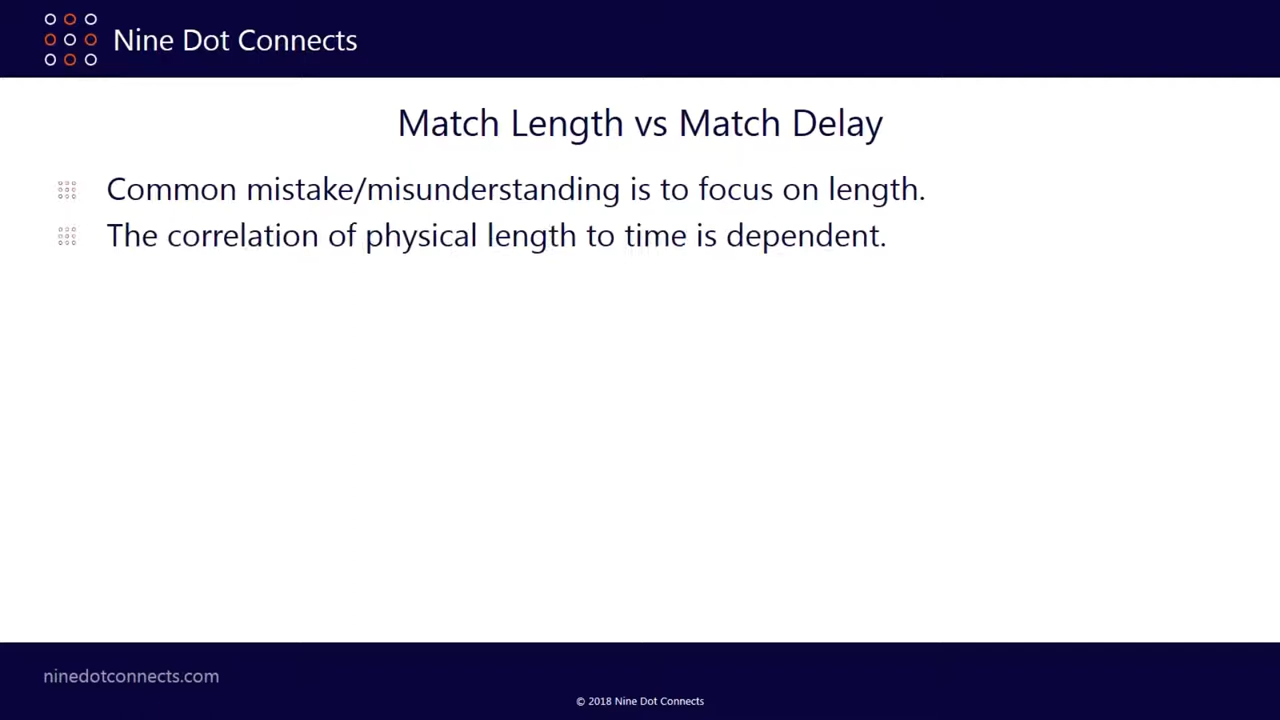 Nine Dot Connects
Match Length vs Match Delay
Common mistake/misunderstanding is to focus on length.
The correlation of physical length to time is dependent.
ninedotconnects.com
© 2018 Nine Dot Connects